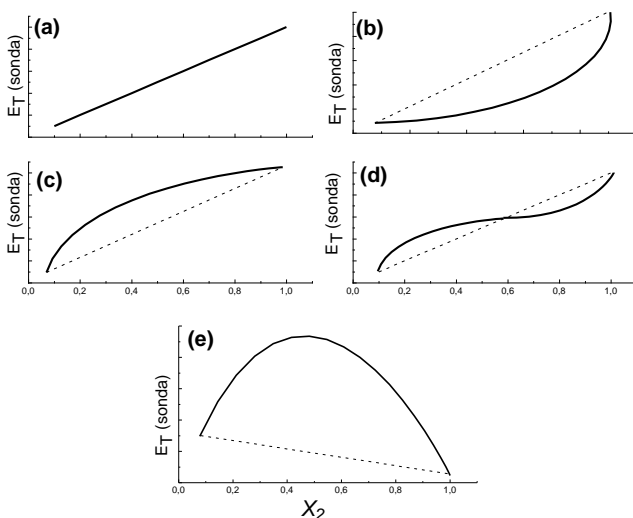 (a)
E_T (sonda)
(b)
E_T (sonda)
(c)
E_T (sonda)
0,0 0,2 0,4 0,6 0,8 1,0
(d)
E_T (sonda)
0,0 0,2 0,4 0,6 0,8 1,0
(e)
E_T (sonda)
0,0 0,2 0,4 0,6 0,8 1,0
X_2